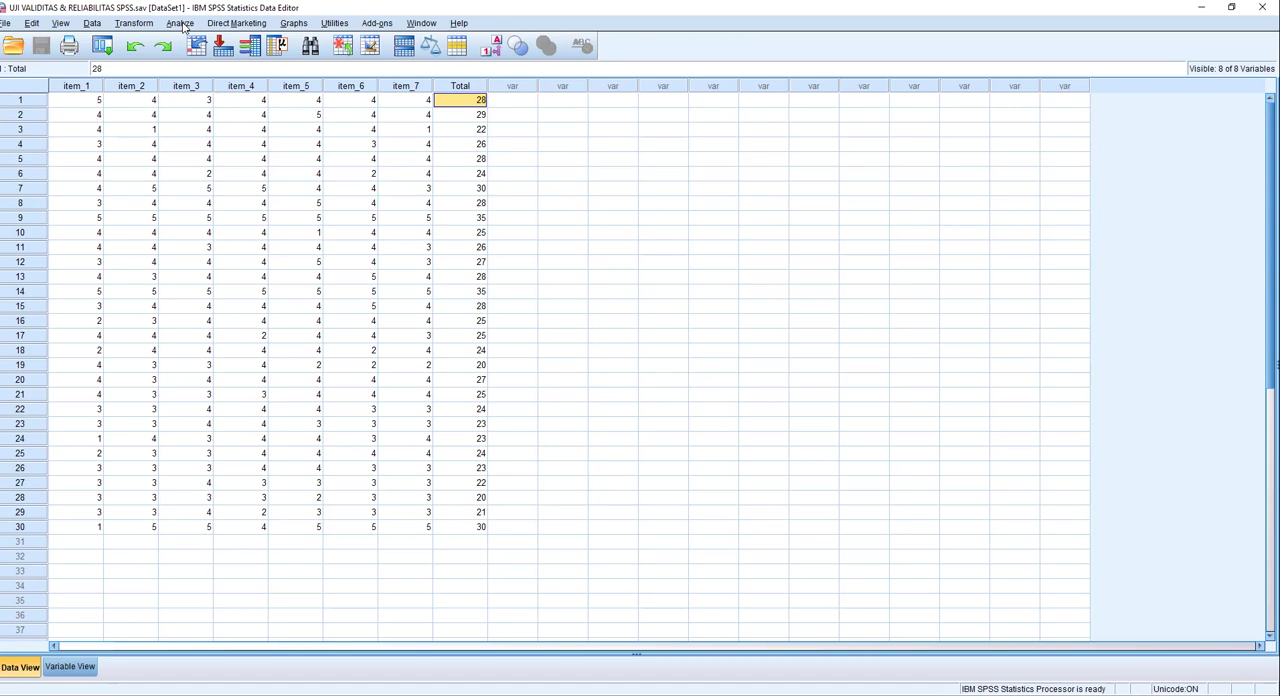 UJI VALIDITAS & RELIABILITAS SPSS.sav [DataSet1] - IBM SPSS Statistics Data Editor
File Edit View Data Transform Analyze Direct Marketing Graphs Utilities Add-ons Window Help
: Total 28 Visible: 8 of 8 Variables
item_1 item_2 item_3 item_4 item_5 item_6 item_7 Total var var var var var var var var var var var var
1 5 4 3 4 4 4 4 28
2 4 4 4 4 5 4 4 29
3 4 1 4 4 4 4 1 22
4 3 4 4 4 4 3 4 26
5 4 4 4 4 4 4 4 28
6 4 4 2 4 4 2 4 24
7 4 5 5 5 4 4 3 30
8 3 4 4 4 5 4 4 28
9 5 5 5 5 5 5 5 35
10 4 4 4 4 1 4 4 25
11 4 4 3 4 4 4 3 26
12 3 4 4 4 5 4 3 27
13 4 3 4 4 4 5 4 28
14 5 5 5 5 5 5 5 35
15 3 4 4 4 4 5 4 28
16 2 3 4 4 4 4 4 25
17 4 4 4 2 4 4 3 25
18 2 4 4 4 4 2 4 24
19 4 3 3 4 2 2 2 20
20 4 3 4 4 4 4 4 27
21 4 3 3 3 4 4 4 25
22 3 3 4 4 4 3 3 24
23 3 3 4 4 3 3 3 23
24 1 4 3 4 4 3 4 23
25 2 3 3 4 4 4 4 24
26 3 3 3 4 4 3 3 23
27 3 3 4 3 3 3 3 22
28 3 3 3 3 2 3 3 20
29 3 3 4 2 3 3 3 21
30 1 5 5 4 5 5 5 30
31
32
33
34
35
36
37
Data View Variable View
IBM SPSS Statistics Processor is ready Unicode:ON